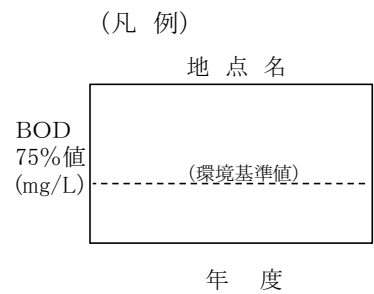 (凡 例)
地 点 名
BOD
75%値
(mg/L)
(環境基準値)
年 度